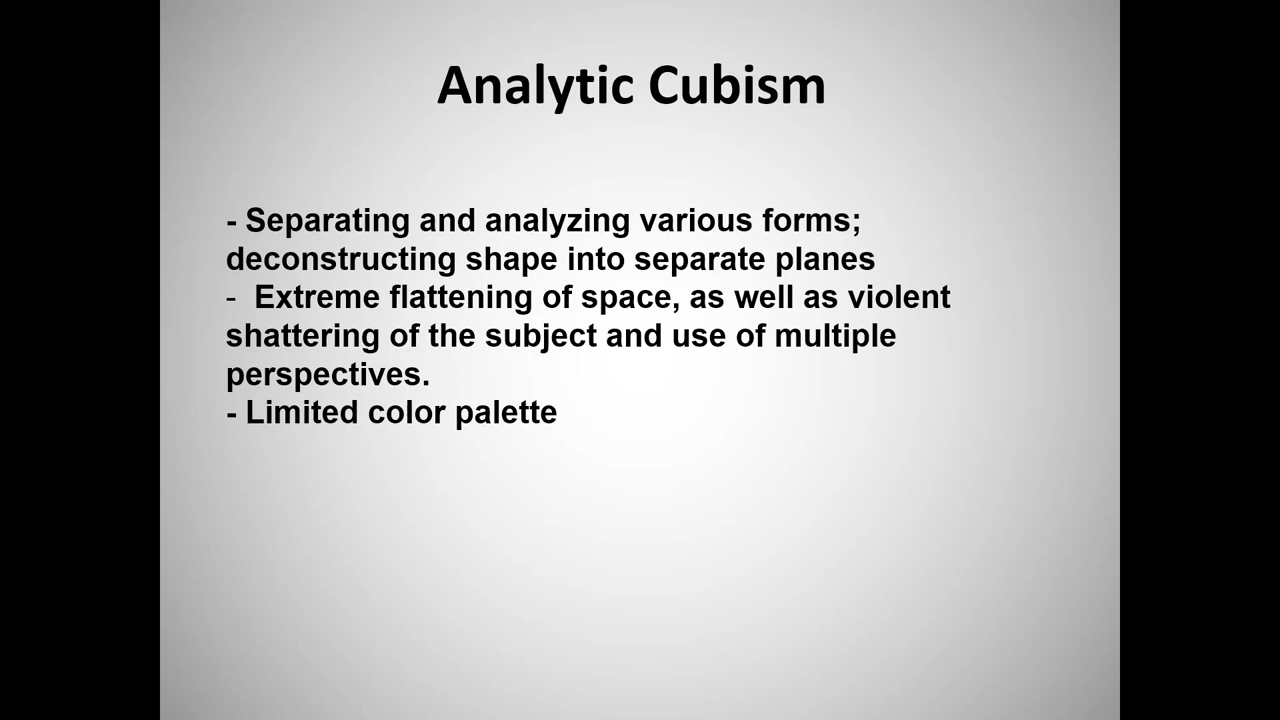 Analytic Cubism
- Separating and analyzing various forms;
deconstructing shape into separate planes
-  Extreme flattening of space, as well as violent
shattering of the subject and use of multiple
perspectives.
- Limited color palette